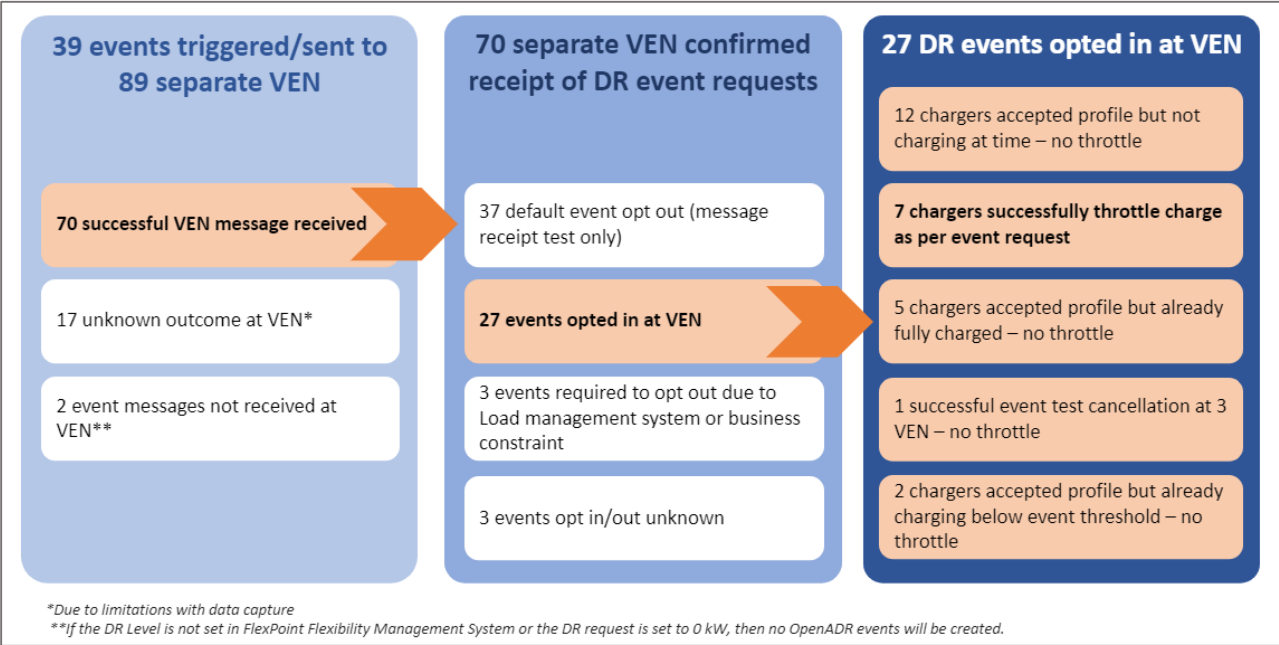 39 events triggered/sent to
89 separate VEN
70 successful VEN message received
17 unknown outcome at VEN*
2 event messages not received at
VEN**
70 separate VEN confirmed
receipt of DR event requests
37 default event opt out (message
receipt test only)
27 events opted in at VEN
3 events required to opt out due to
Load management system or business
constraint
3 events opt in/out unknown
27 DR events opted in at VEN
12 chargers accepted profile but not
charging at time – no throttle
7 chargers successfully throttle charge
as per event request
5 chargers accepted profile but already
fully charged – no throttle
1 successful event test cancellation at 3
VEN – no throttle
2 chargers accepted profile but already
charging below event threshold – no
throttle
*Due to limitations with data capture
**If the DR Level is not set in FlexPoint Flexibility Management System or the DR request is set to 0 kW, then no OpenADR events will be created.